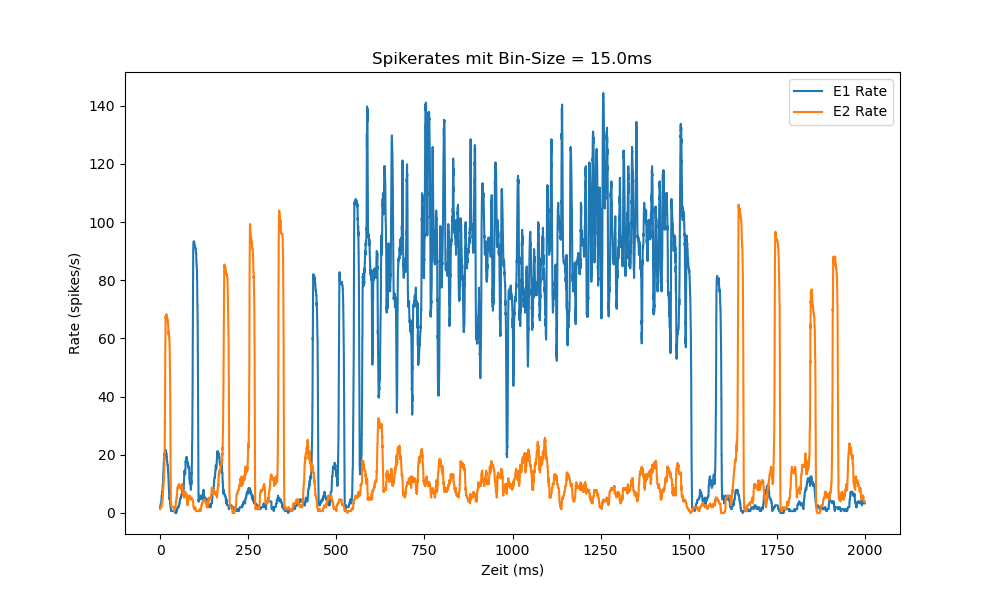 Spikerates mit Bin-Size = 15.0ms
E1 Rate
E2 Rate
Rate (spikes/s)
140
120
100
80
60
40
20
0
0 250 500 750 1000 1250 1500 1750 2000
Zeit (ms)